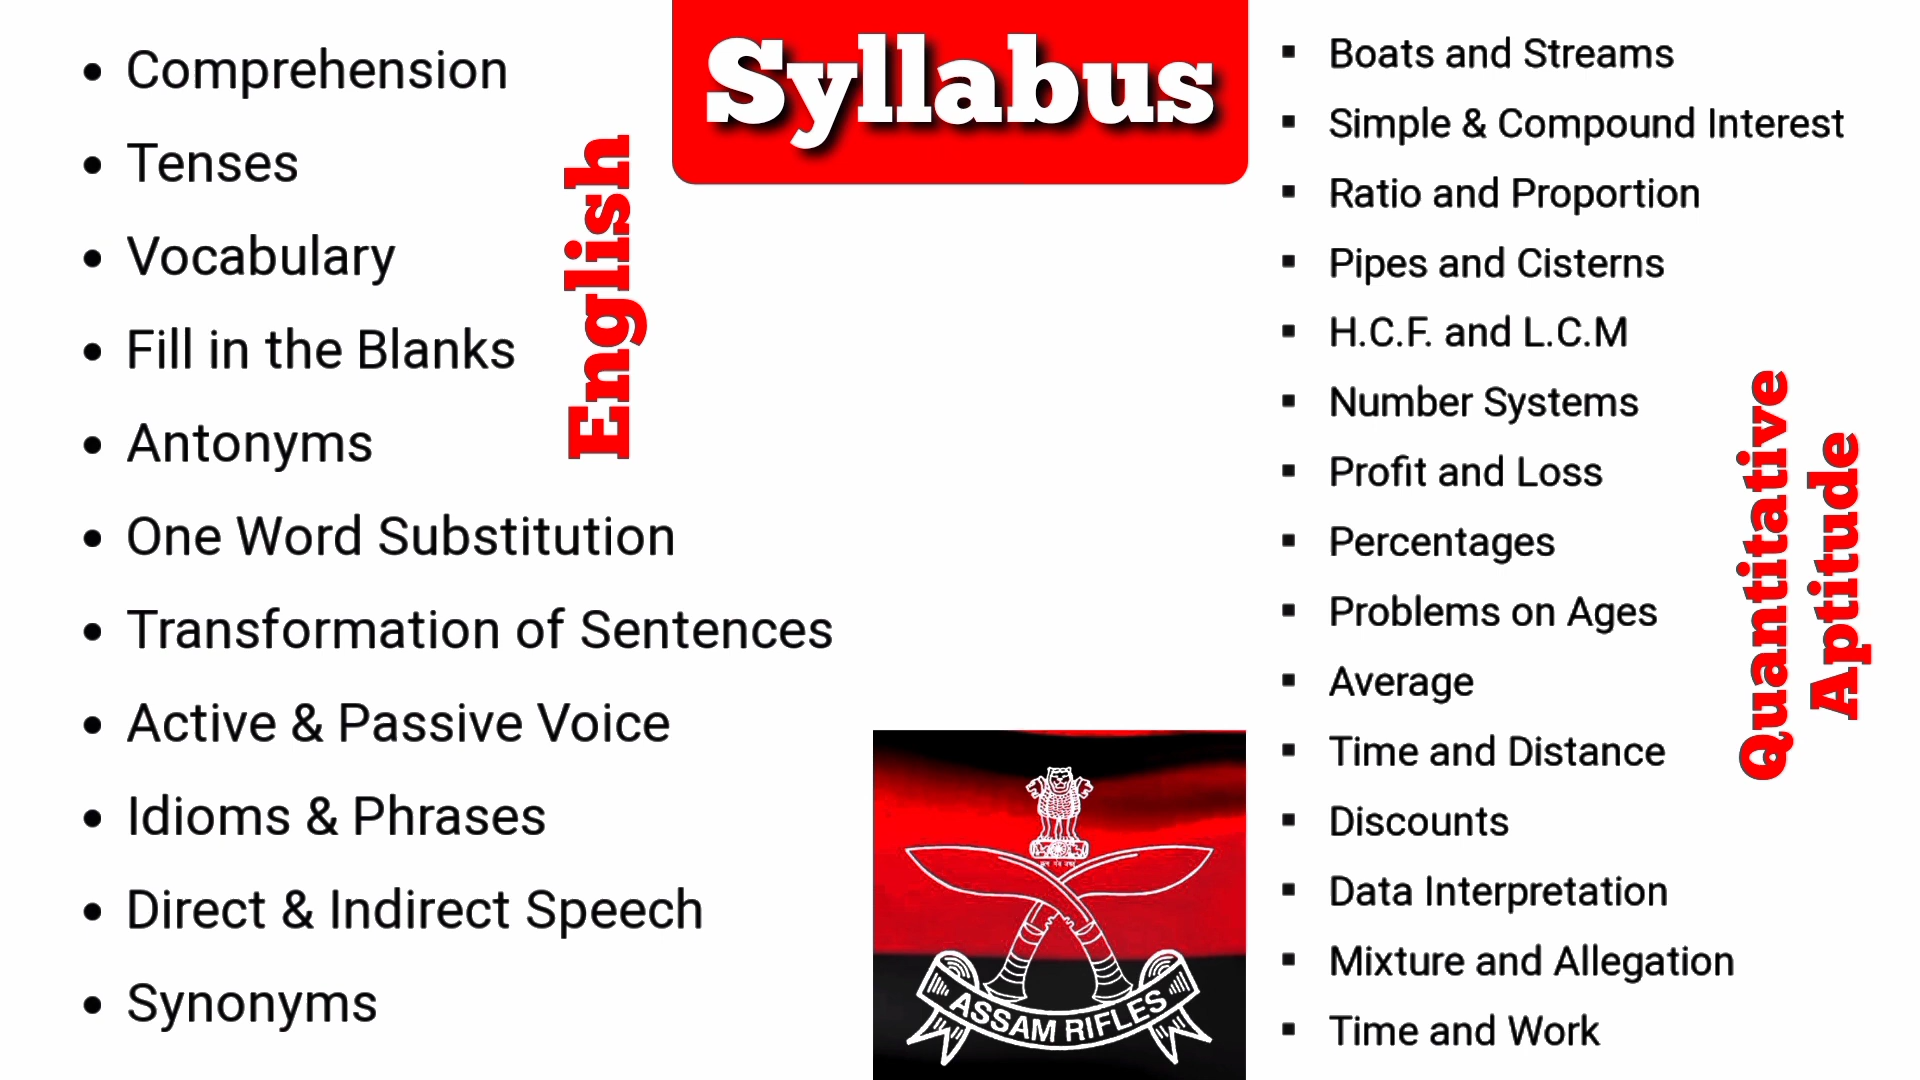 Syllabus
English
Comprehension
Tenses
Vocabulary
Fill in the Blanks
Antonyms
One Word Substitution
Transformation of Sentences
Active & Passive Voice
Idioms & Phrases
Direct & Indirect Speech
Synonyms
Quantitative
Aptitude
Boats and Streams
Simple & Compound Interest
Ratio and Proportion
Pipes and Cisterns
H.C.F. and L.C.M
Number Systems
Profit and Loss
Percentages
Problems on Ages
Average
Time and Distance
Discounts
Data Interpretation
Mixture and Allegation
Time and Work
ASSAM RIFLES